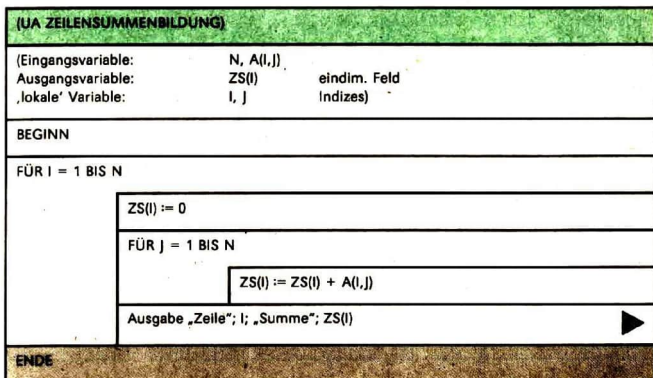 (UA ZEILENSUMMENBILDUNG)
(Eingangsvariable: N, A(I,J)
Ausgangsvariable: ZS(I) eindim. Feld
‚lokale‘ Variable: I, J Indizes)
BEGINN
FÜR I = 1 BIS N
ZS(I) := 0
FÜR J = 1 BIS N
ZS(I) := ZS(I) + A(I,J)
Ausgabe „Zeile“; I; „Summe“; ZS(I)
ENDE